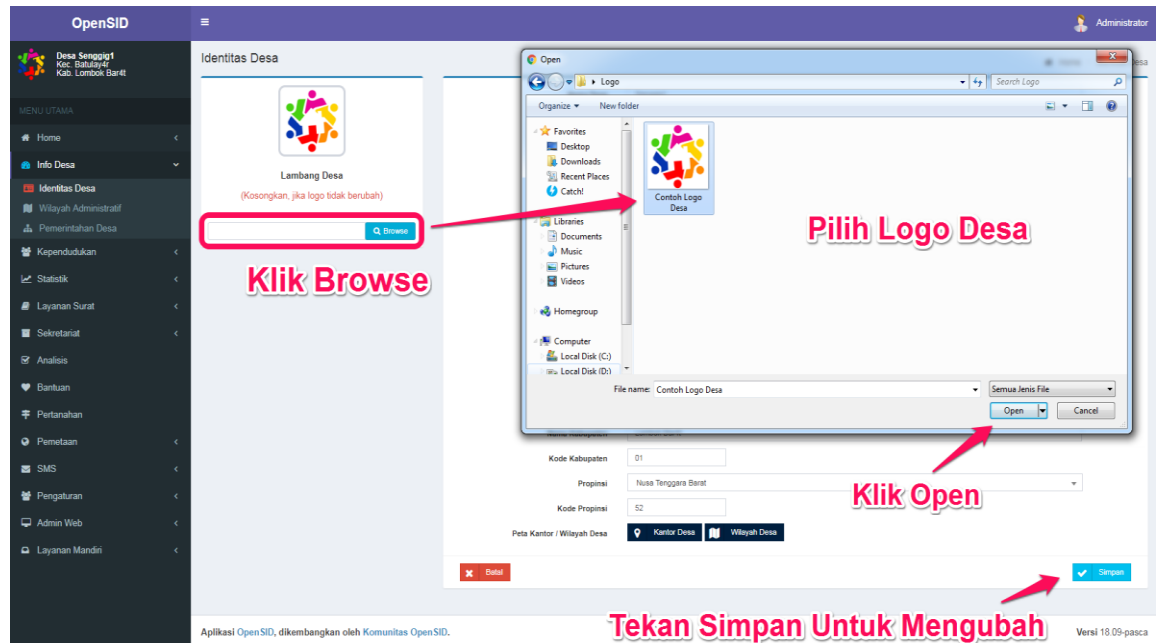 OpenSID
Administrator
Desa Senggig1
Kec. Batulay4r
Kab. Lombok Bar4t
MENU UTAMA
Home
Info Desa
Identitas Desa
Wilayah Administratif
Pemerintahan Desa
Kependudukan
Statistik
Layanan Surat
Sekretariat
Analisis
Bantuan
Pertanahan
Pemetaan
SMS
Pengaturan
Admin Web
Layanan Mandiri
Identitas Desa
Lambang Desa
(Kosongkan, jika logo tidak berubah)
Browse
Klik Browse
Open
Logo
Search Logo
Organize
New folder
Favorites
Desktop
Downloads
Recent Places
Catch!
Libraries
Documents
Music
Pictures
Videos
Homegroup
Computer
Local Disk (C:)
Local Disk (D:)
Contoh Logo
Desa
Pilih Logo Desa
File name: Contoh Logo Desa
Semua Jenis File
Open
Cancel
Klik Open
Kode Kabupaten 01
Propinsi Nusa Tenggara Barat
Kode Propinsi 52
Peta Kantor / Wilayah Desa Kantor Desa Wilayah Desa
Batal
Simpan
Tekan Simpan Untuk Mengubah
Aplikasi OpenSID, dikembangkan oleh Komunitas OpenSID.
Versi 18.09-pasca